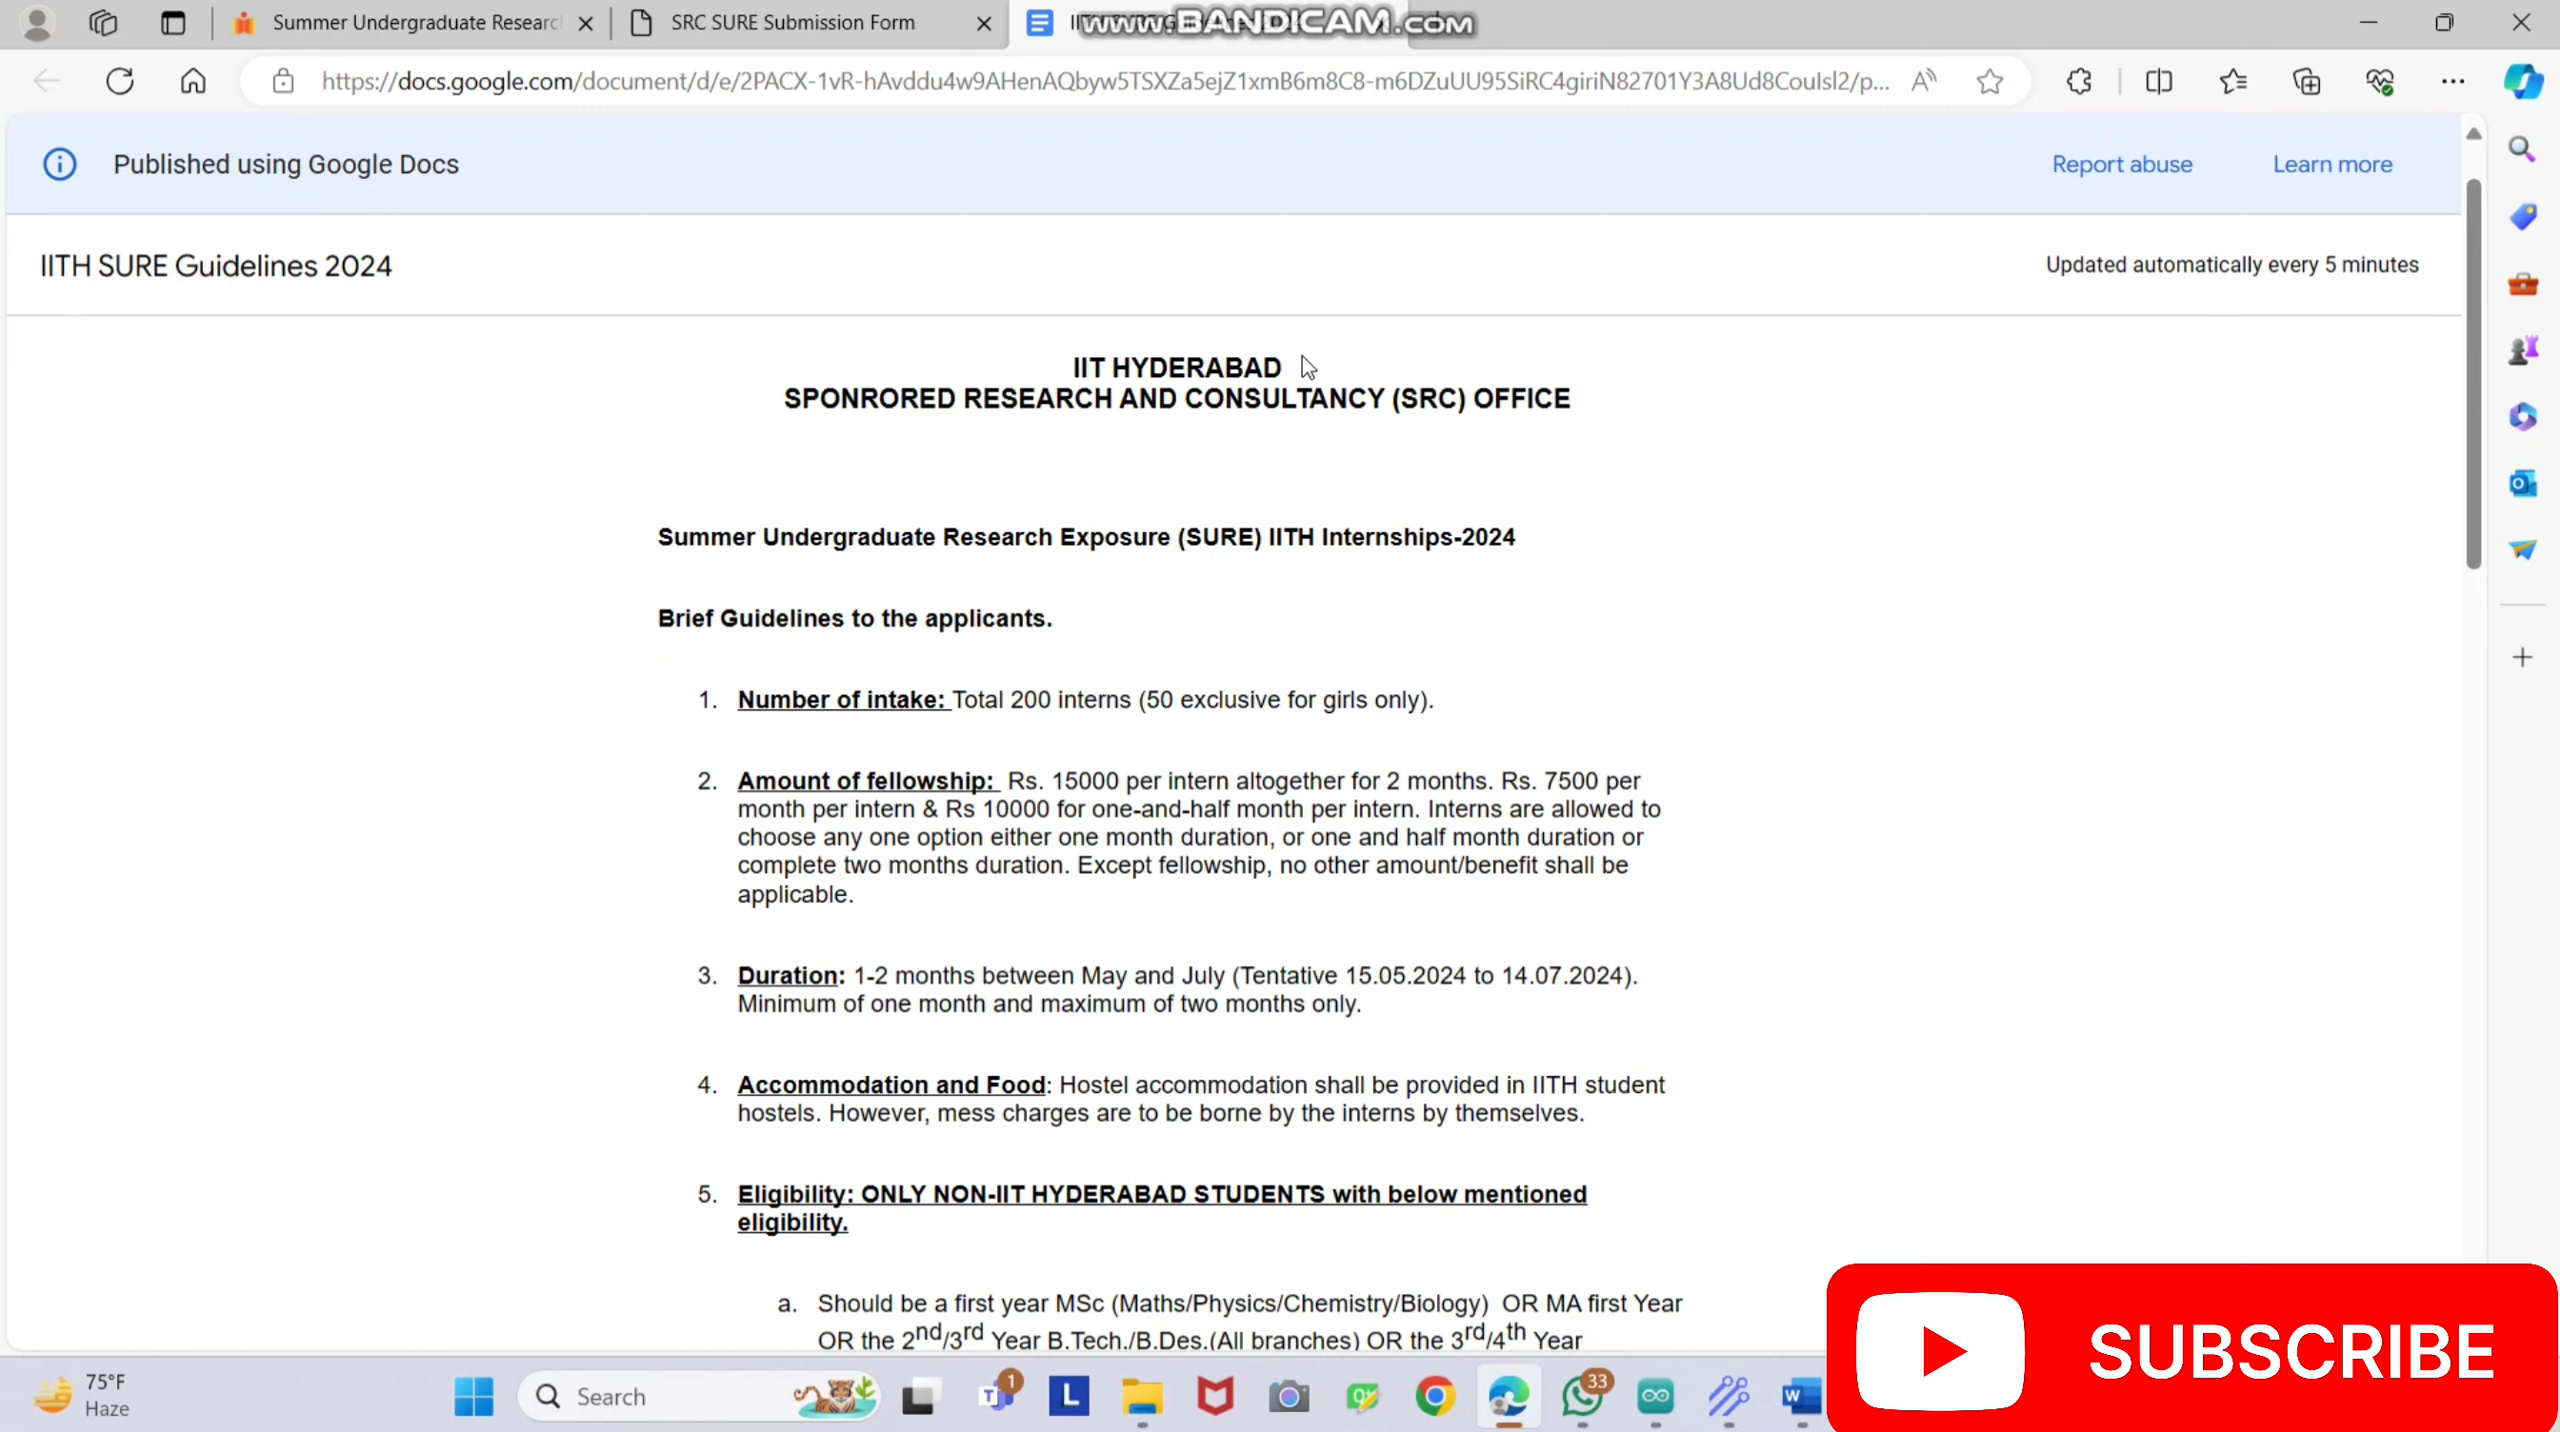 Summer Undergraduate Researc
SRC SURE Submission Form
www.BANDICAM.com
https://docs.google.com/document/d/e/2PACX-1vR-hAvddu4w9AHenAQbyw5TSXZa5ejZ1xmB6m8C8-m6DZuUU95SiRC4giriN82701Y3A8Ud8CouIsl2/p...
Published using Google Docs
Report abuse
Learn more
IITH SURE Guidelines 2024
Updated automatically every 5 minutes
IIT HYDERABAD
SPONRORED RESEARCH AND CONSULTANCY (SRC) OFFICE
Summer Undergraduate Research Exposure (SURE) IITH Internships-2024
Brief Guidelines to the applicants.
1. Number of intake: Total 200 interns (50 exclusive for girls only).
2. Amount of fellowship: Rs. 15000 per intern altogether for 2 months. Rs. 7500 per
month per intern & Rs 10000 for one-and-half month per intern. Interns are allowed to
choose any one option either one month duration, or one and half month duration or
complete two months duration. Except fellowship, no other amount/benefit shall be
applicable.
3. Duration: 1-2 months between May and July (Tentative 15.05.2024 to 14.07.2024).
Minimum of one month and maximum of two months only.
4. Accommodation and Food: Hostel accommodation shall be provided in IITH student
hostels. However, mess charges are to be borne by the interns by themselves.
5. Eligibility: ONLY NON-IIT HYDERABAD STUDENTS with below mentioned
eligibility.
a. Should be a first year MSc (Maths/Physics/Chemistry/Biology) OR MA first Year
OR the 2nd/3rd Year B.Tech./B.Des.(All branches) OR the 3rd/4th Year
SUBSCRIBE
75°F
Haze
Search
1
33